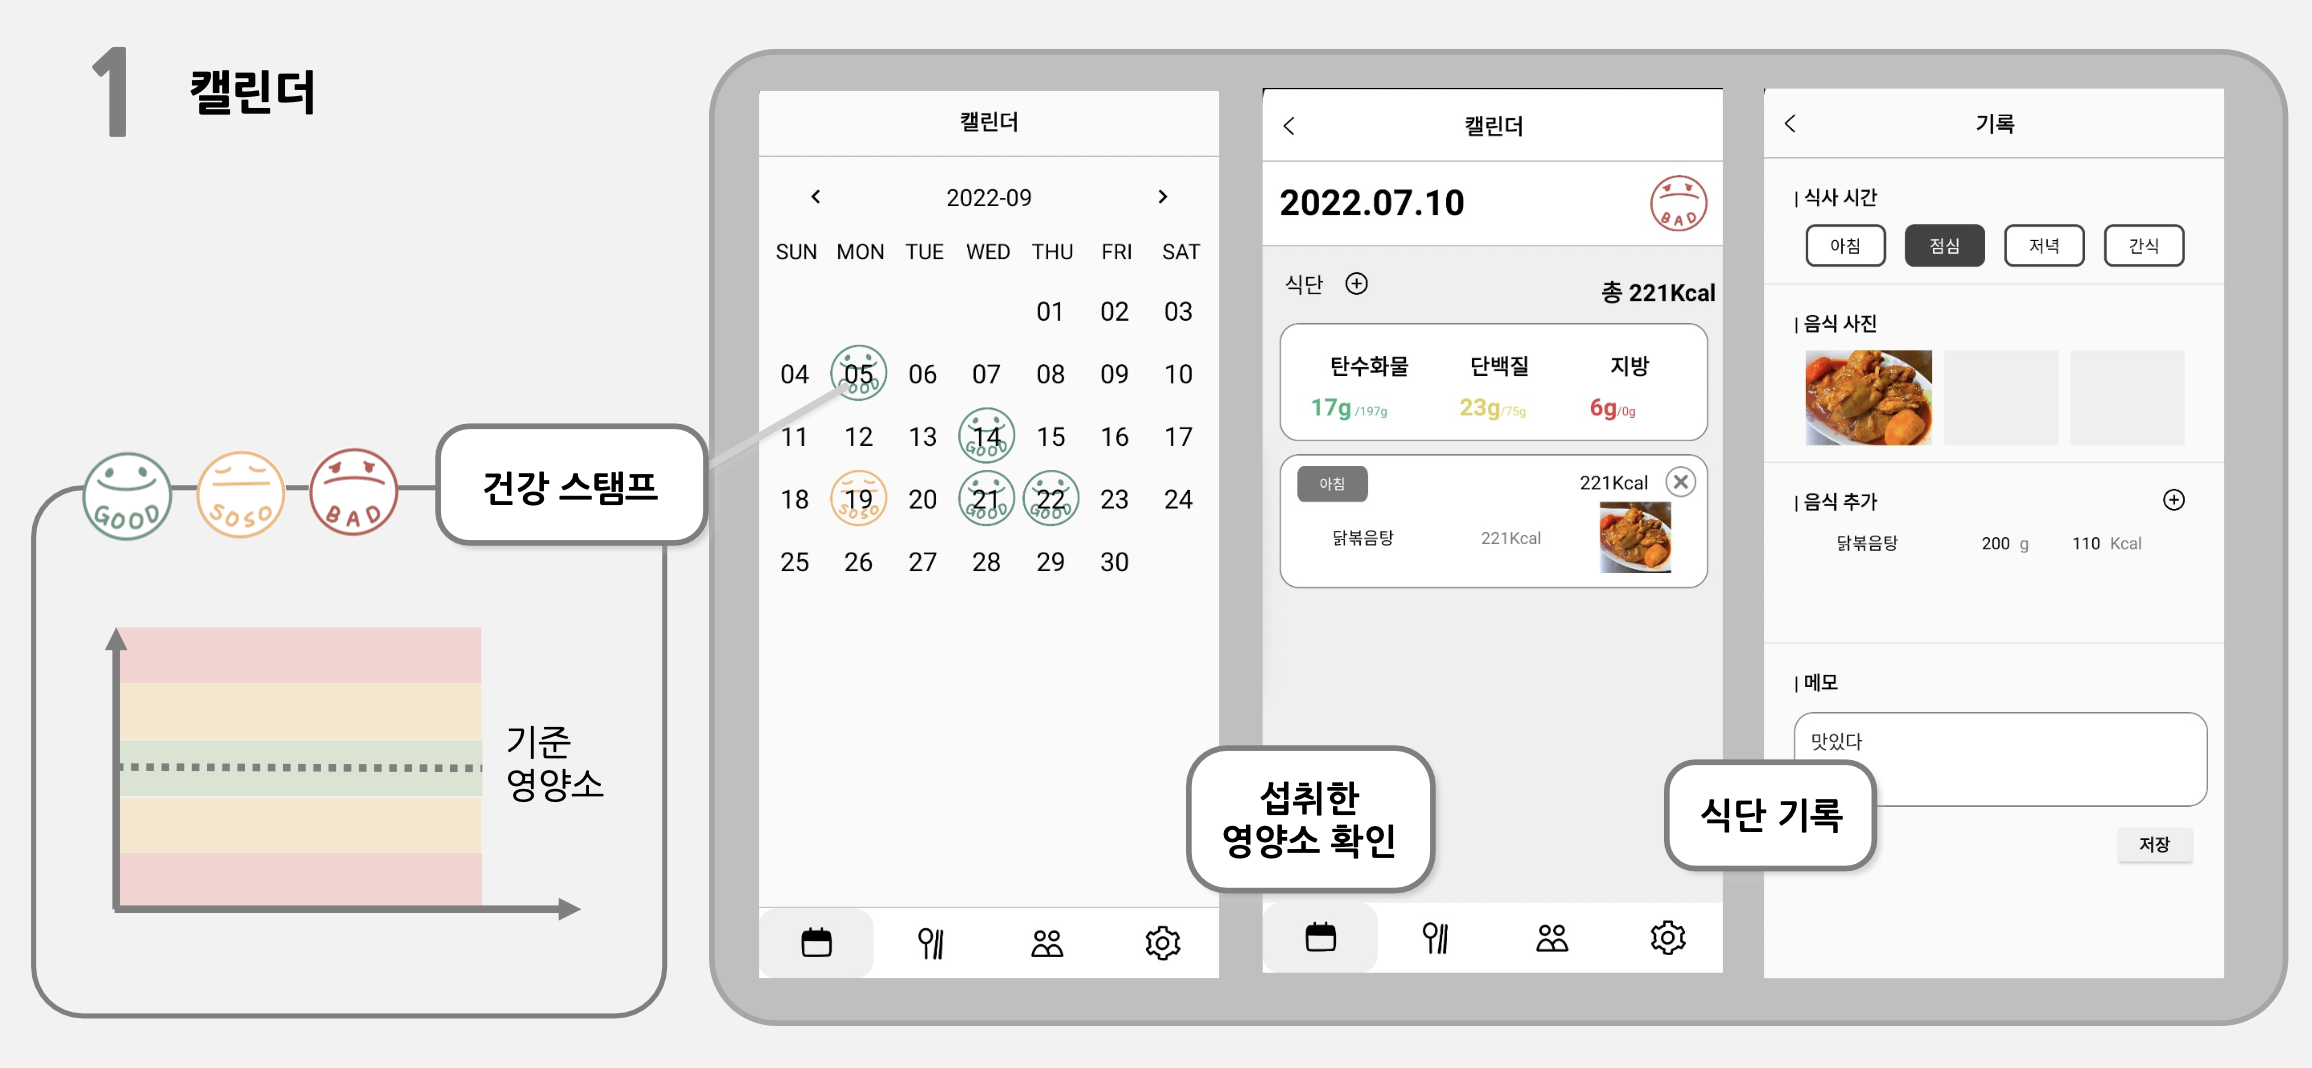 1 캘린더
GOOD SOSO BAD
건강 스탬프
기준
영양소
캘린더
2022-09
SUN MON TUE WED THU FRI SAT
01 02 03
04 05 06 07 08 09 10
GOOD
11 12 13 14 15 16 17
GOOD
18 19 20 21 22 23 24
SOSO GOOD GOOD
25 26 27 28 29 30
캘린더
2022.07.10
BAD
식단
총 221Kcal
탄수화물 단백질 지방
17g/197g 23g/75g 6g/0g
아침 221Kcal
닭볶음탕 221Kcal
섭취한
영양소 확인
기록
| 식사 시간
아침 점심 저녁 간식
| 음식 사진
| 음식 추가
닭볶음탕 200 g 110 Kcal
| 메모
맛있다
식단 기록
저장